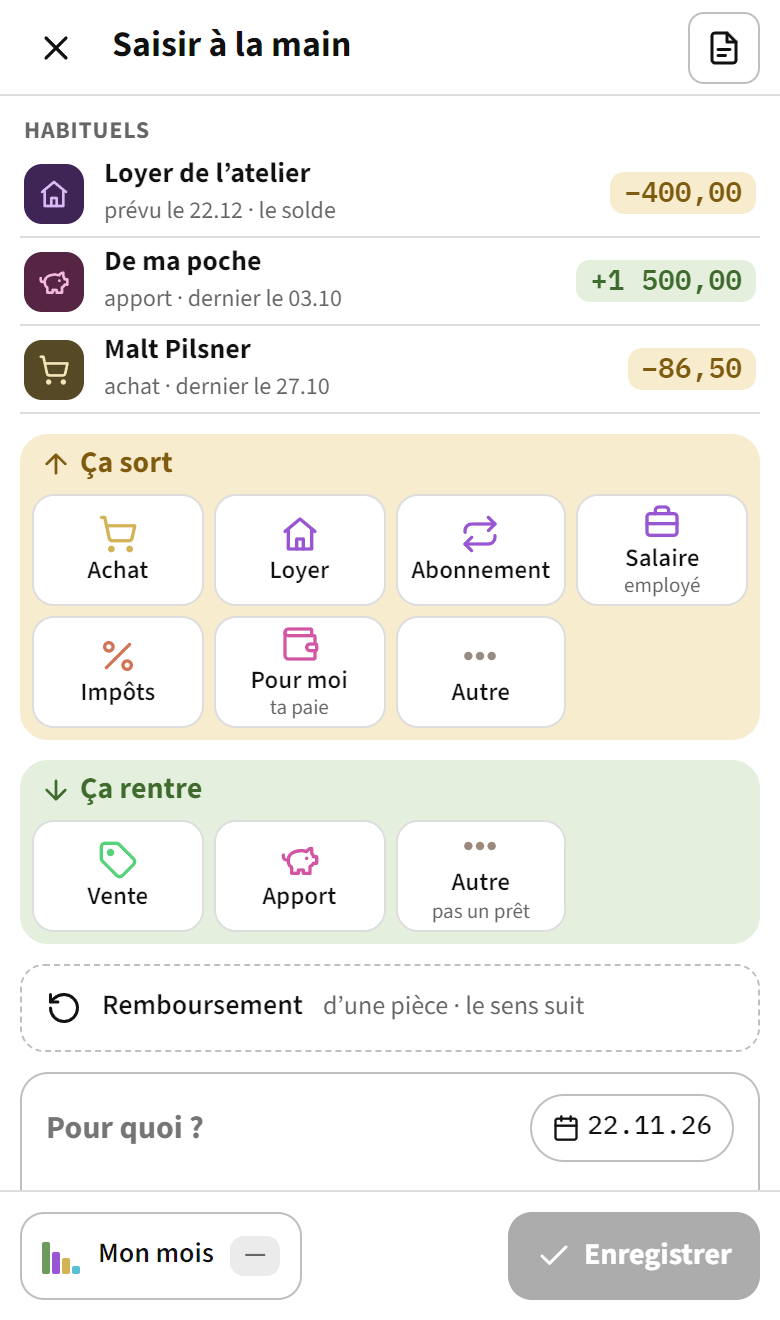 Saisir à la main
HABITUELS
Loyer de l’atelier
prévu le 22.12 · le solde
−400,00
De ma poche
apport · dernier le 03.10
+1 500,00
Malt Pilsner
achat · dernier le 27.10
−86,50
Ça sort
Achat
Loyer
Abonnement
Salaire
employé
Impôts
Pour moi
ta paie
Autre
Ça rentre
Vente
Apport
Autre
pas un prêt
Remboursement d’une pièce · le sens suit
Pour quoi ?
22.11.26
Mon mois —
Enregistrer